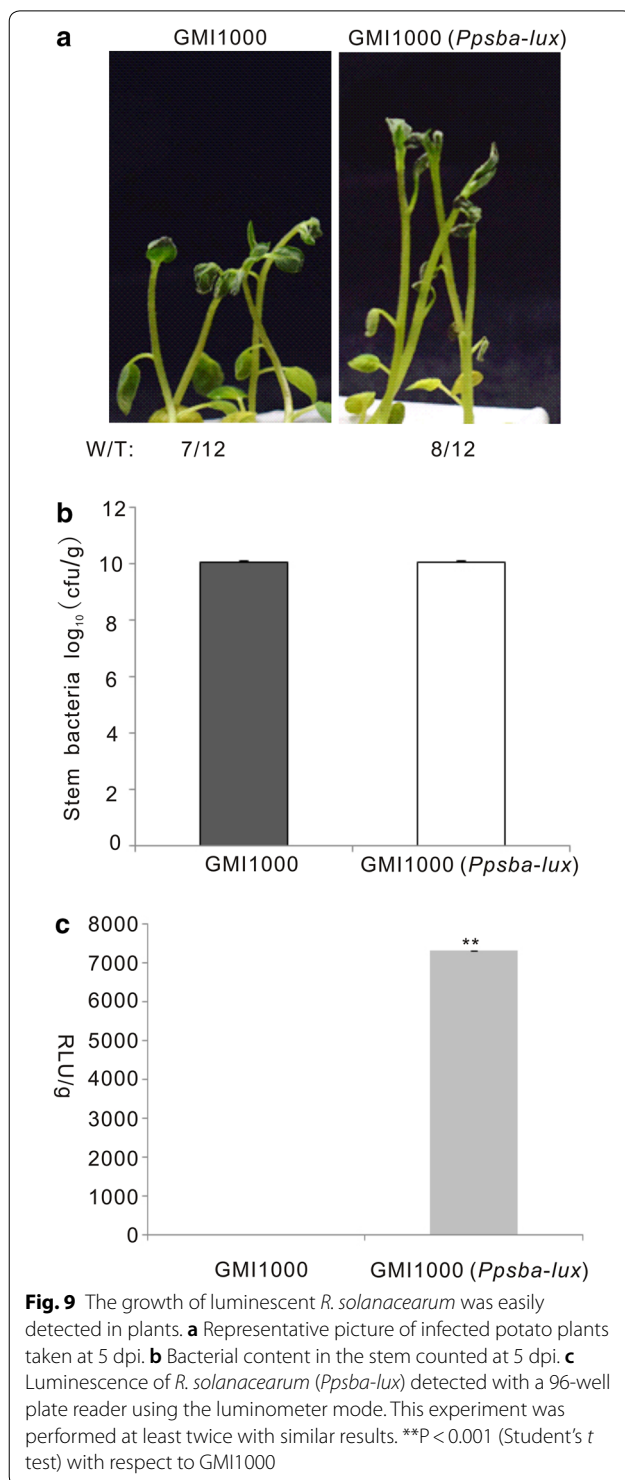 a
GMI1000 GMI1000 (Ppsba-lux)
W/T: 7/12 8/12
b
Stem bacteria log₁₀ (cfu/g)
12
10
8
6
4
2
0
GMI1000 GMI1000 (Ppsba-lux)
c
RLU/g
8000
7000
6000
5000
4000
3000
2000
1000
0
**
GMI1000 GMI1000 (Ppsba-lux)
Fig. 9 The growth of luminescent R. solanacearum was easily
detected in plants. a Representative picture of infected potato plants
taken at 5 dpi. b Bacterial content in the stem counted at 5 dpi. c
Luminescence of R. solanacearum (Ppsba-lux) detected with a 96-well
plate reader using the luminometer mode. This experiment was
performed at least twice with similar results. **P < 0.001 (Student’s t
test) with respect to GMI1000